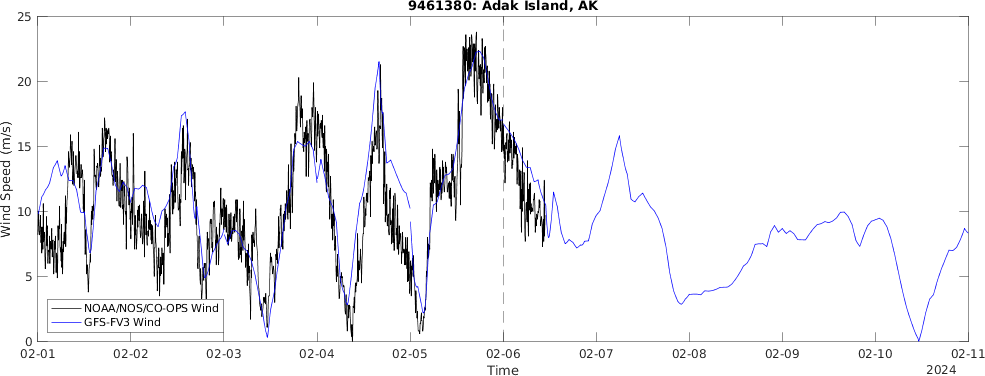 9461380: Adak Island, AK
25
20
15
10
5
0
Wind Speed (m/s)
NOAA/NOS/CO-OPS Wind
GFS-FV3 Wind
02-01 02-02 02-03 02-04 02-05 02-06 02-07 02-08 02-09 02-10 02-11
Time
2024